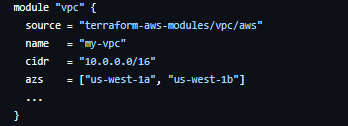 module "vpc" {
  source = "terraform-aws-modules/vpc/aws"
  name   = "my-vpc"
  cidr   = "10.0.0.0/16"
  azs    = ["us-west-1a", "us-west-1b"]
  ...
}